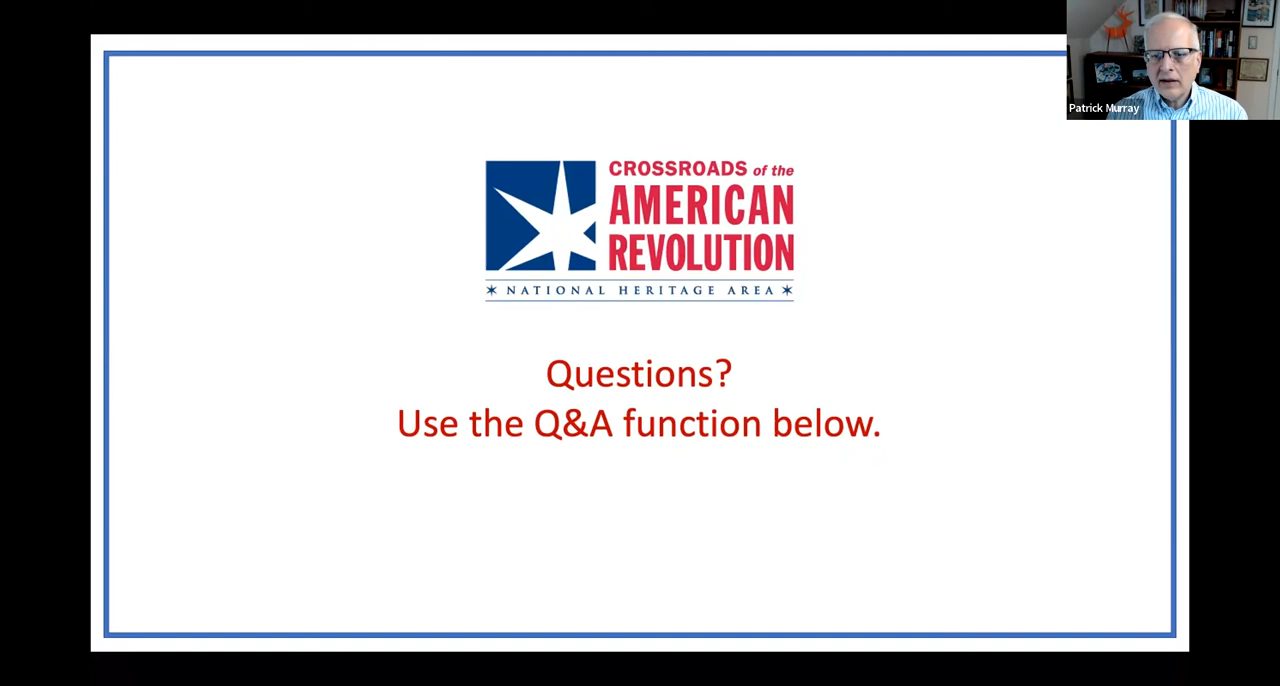 Patrick Murray
CROSSROADS of the
AMERICAN
REVOLUTION
✶ NATIONAL HERITAGE AREA ✶
Questions?
Use the Q&A function below.